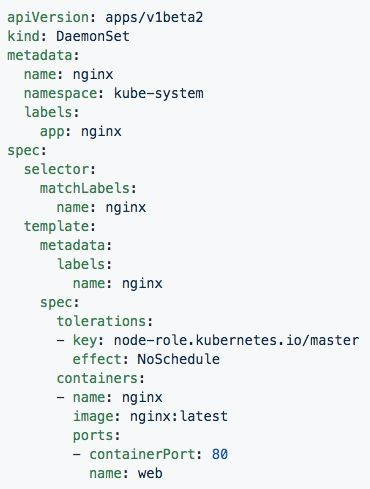 apiVersion: apps/v1beta2
kind: DaemonSet
metadata:
  name: nginx
  namespace: kube-system
  labels:
    app: nginx
spec:
  selector:
    matchLabels:
      name: nginx
  template:
    metadata:
      labels:
        name: nginx
    spec:
      tolerations:
      - key: node-role.kubernetes.io/master
        effect: NoSchedule
      containers:
      - name: nginx
        image: nginx:latest
        ports:
        - containerPort: 80
          name: web